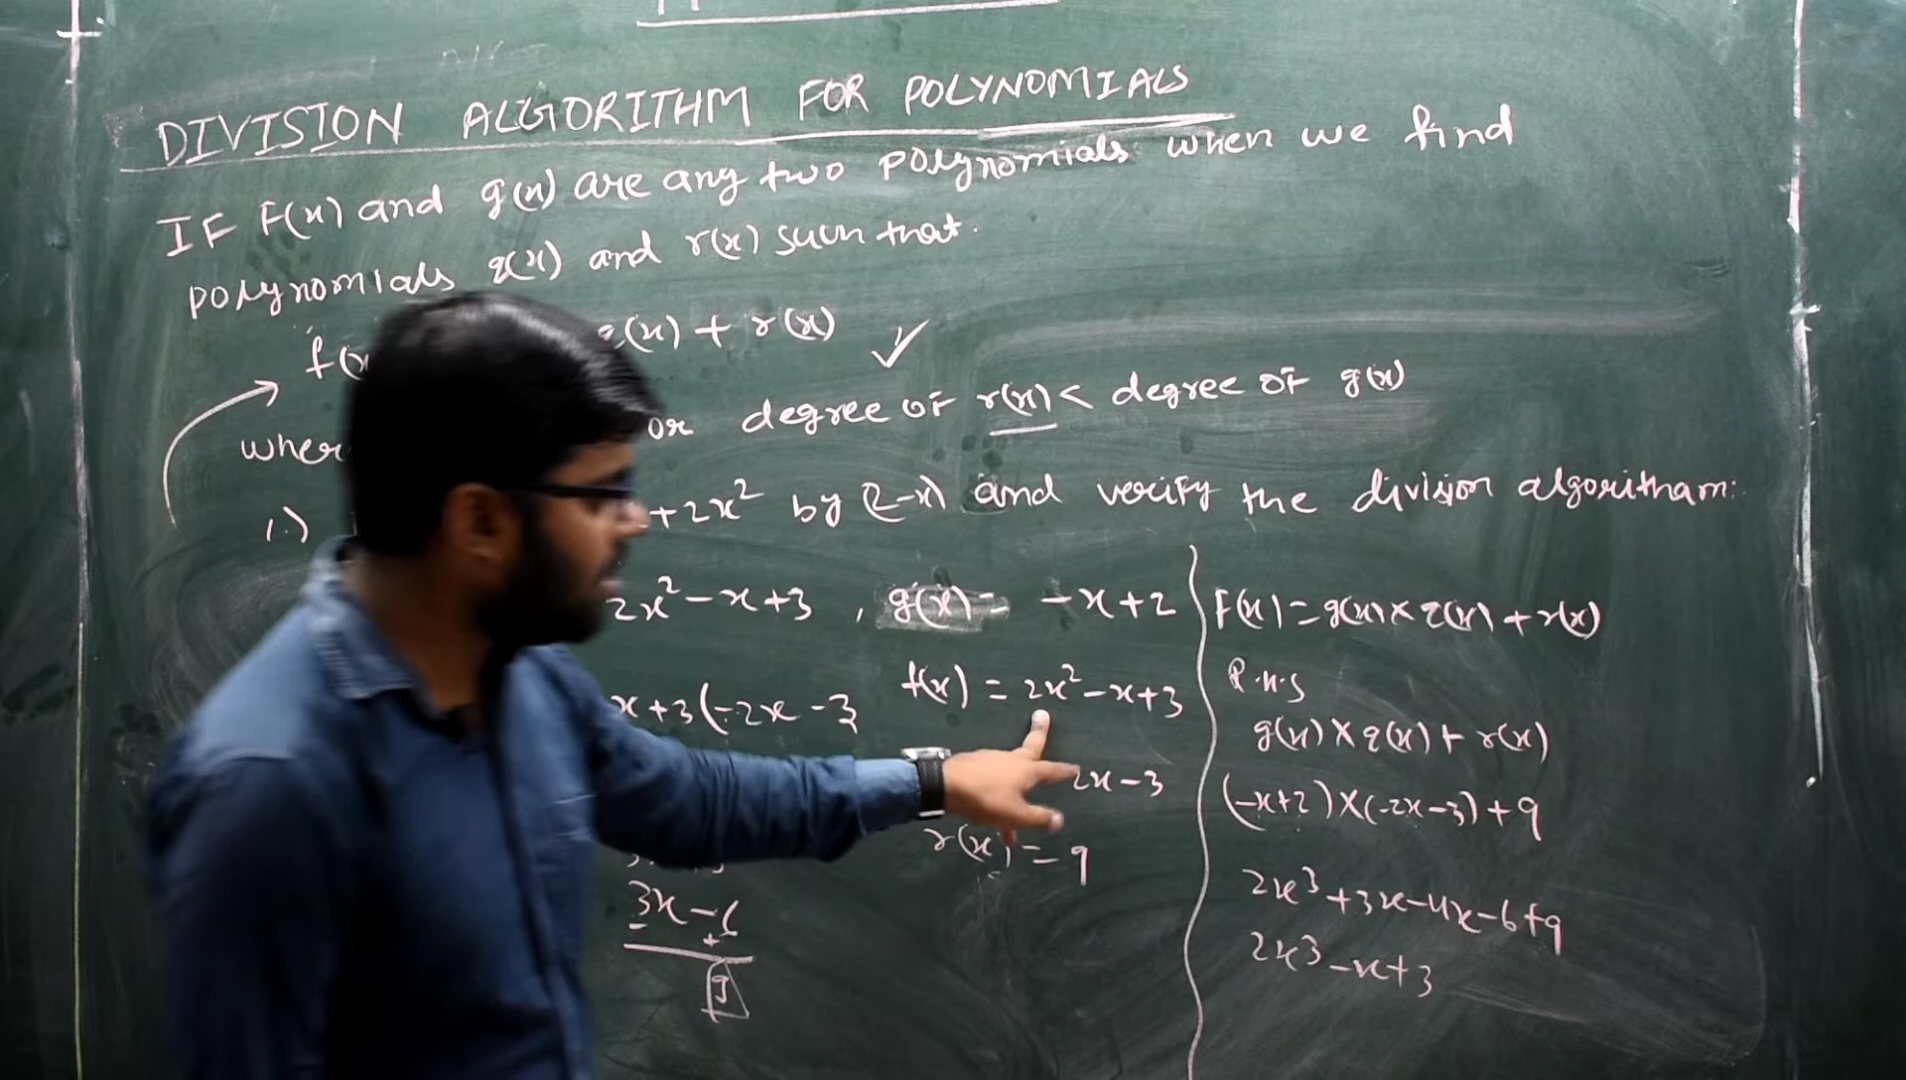 DIVISION ALGORITHM FOR POLYNOMIALS
IF F(x) and g(x) are any two polynomials when we find
polynomials q(x) and r(x) such that.
f(x q(x) + r(x) ✓
wher or degree of r(x) < degree of g(x)
1.) +2x² by (2-x) and verify the division algoritham:
2x²-x+3 , g(x)= -x+2
x+3(-2x-3
f(x) = 2x²-x+3
2x-3
r(x) = 9
3x-6
- +
9
F(x) = g(x) × q(x) + r(x)
R.H.S
g(x) × q(x) + r(x)
(-x+2) × (-2x-3) + 9
2x³+3x-4x-6+9
2x³-x+3